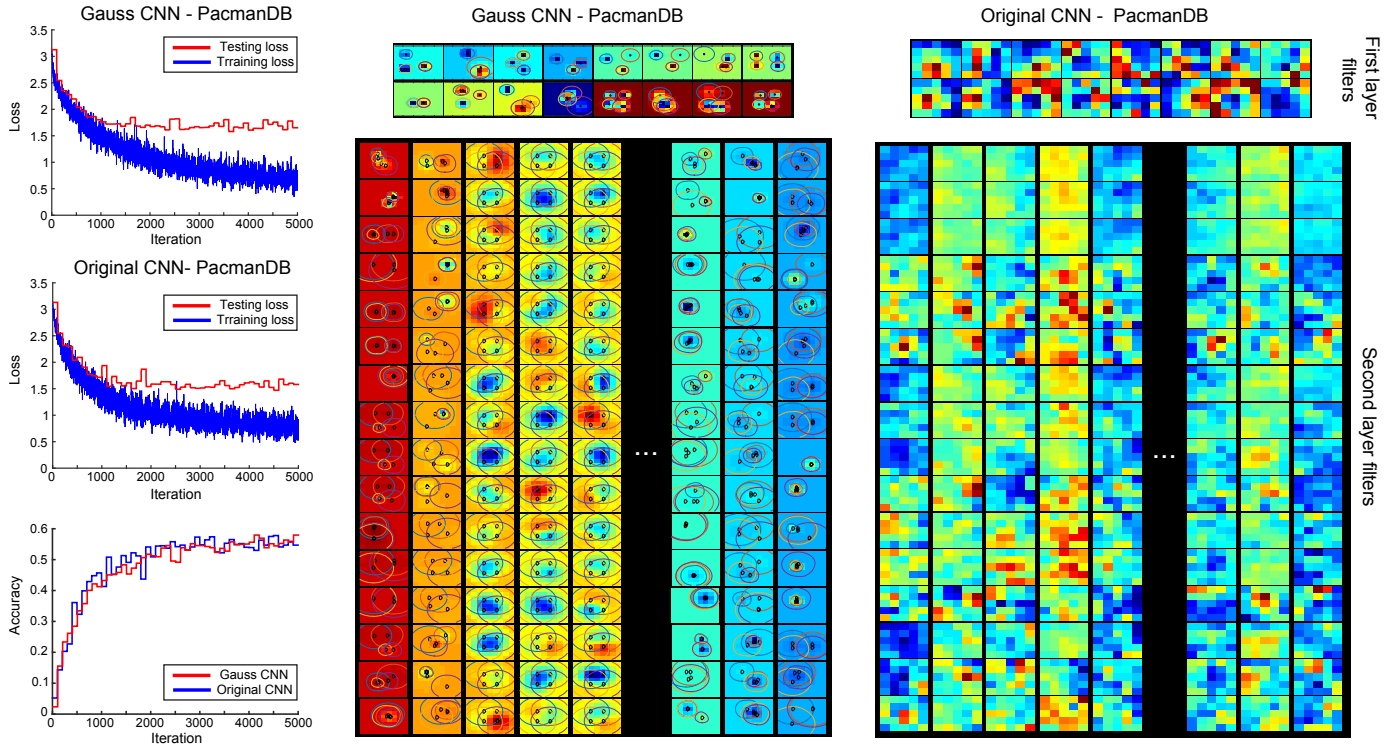 Gauss CNN - PacmanDB
3.5
3
2.5
2
1.5
1
0.5
0
Loss
Testing loss
Trraining loss
0
1000
2000
3000
4000
5000
Iteration
Original CNN- PacmanDB
3.5
3
2.5
2
1.5
1
0.5
0
Loss
Testing loss
Trraining loss
0
1000
2000
3000
4000
5000
Iteration
0.6
0.5
0.4
0.3
0.2
0.1
0
Accuracy
Gauss CNN
Original CNN
0
1000
2000
3000
4000
5000
Iteration
Gauss CNN - PacmanDB
...
Original CNN - PacmanDB
...
First layer
filters
Second layer filters